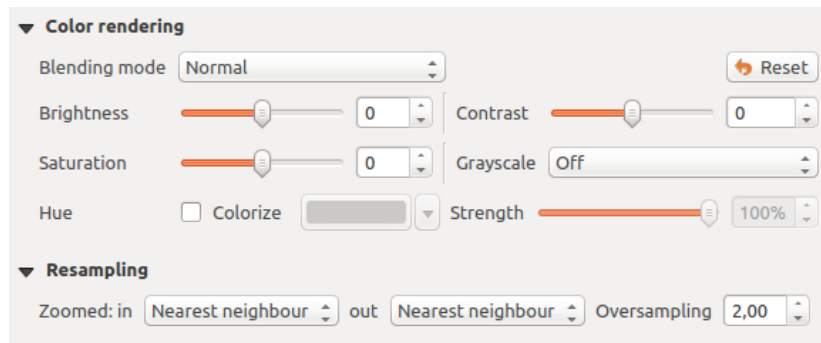 Color rendering
Blending mode Normal Reset
Brightness 0 Contrast 0
Saturation 0 Grayscale Off
Hue Colorize Strength 100%
Resampling
Zoomed: in Nearest neighbour out Nearest neighbour Oversampling 2,00